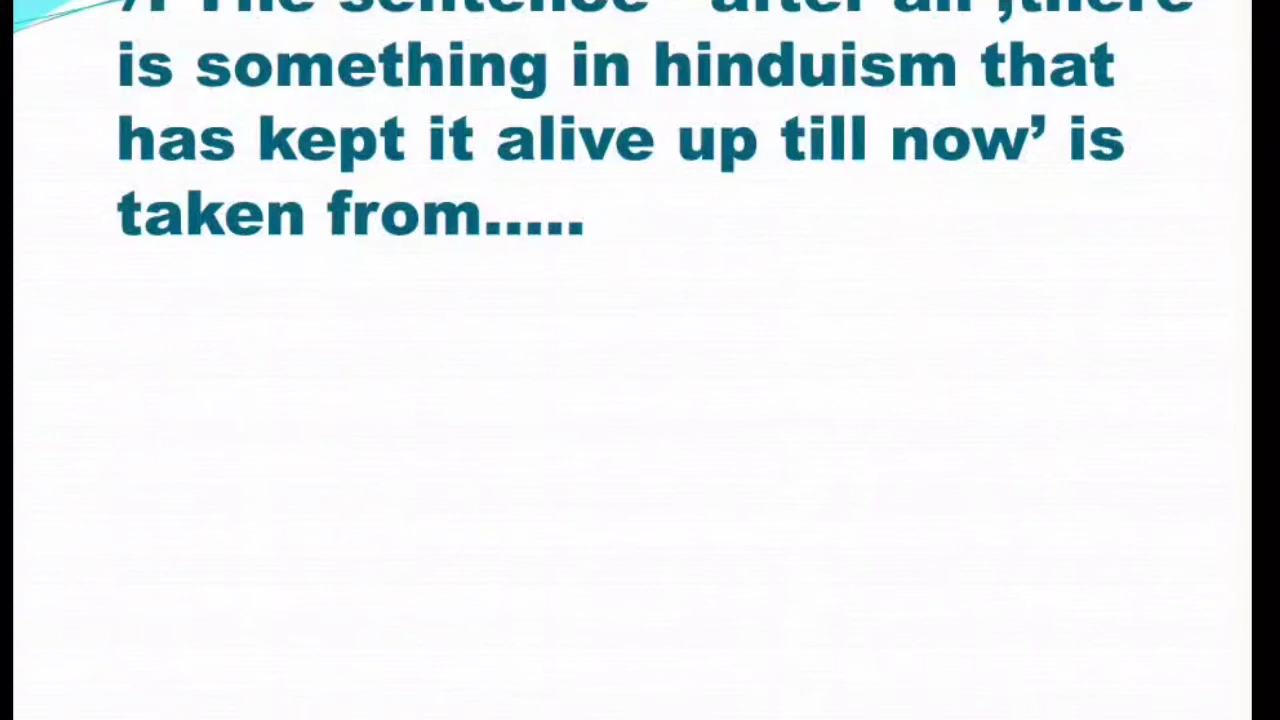 The sentence after all ,there
is something in hinduism that
has kept it alive up till now’ is
taken from.....